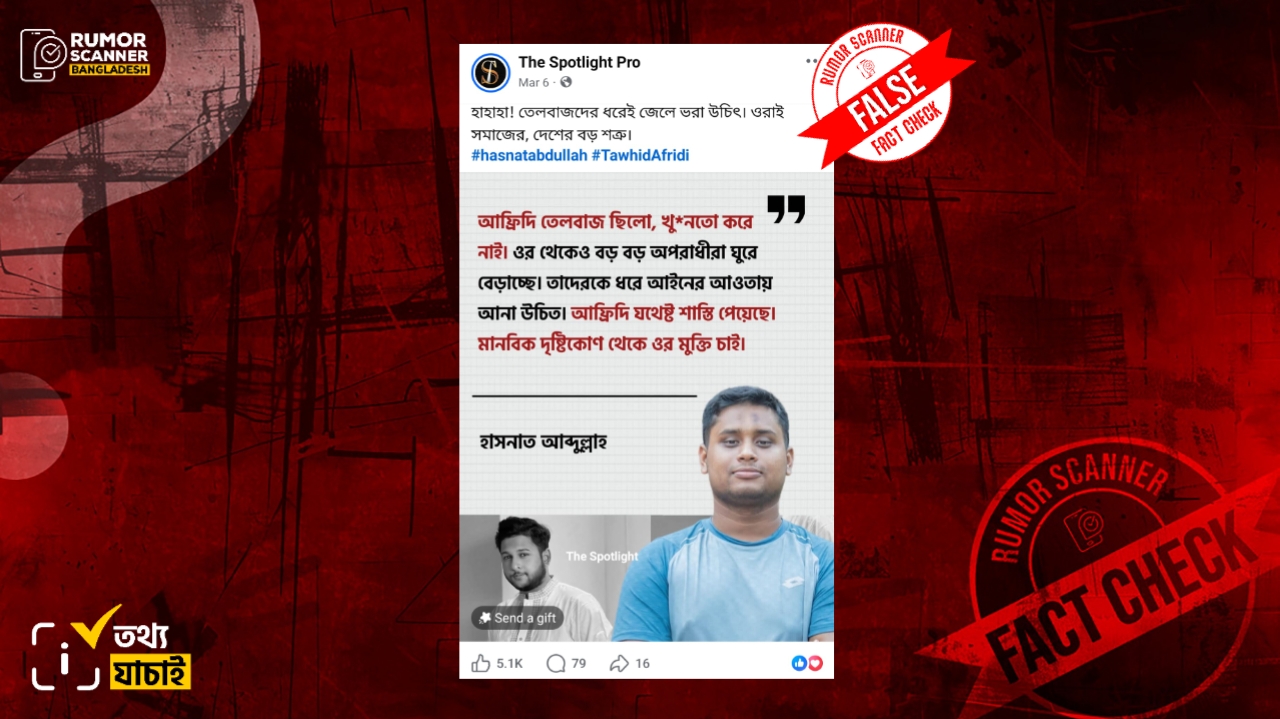 RUMOR
SCANNER
BANGLADESH
The Spotlight Pro
Mar 6
হাহাহা! তেলবাজদের ধরেই জেলে ভরা উচিৎ। ওরাই
সমাজের, দেশের বড় শত্রু।
#hasnatabdullah #TawhidAfridi
RUMOR SCANNER
FALSE
FACT CHECK
আফ্রিদি তেলবাজ ছিলো, খু*নতো করে
নাই। ওর থেকেও বড় বড় অপরাধীরা ঘুরে
বেড়াচ্ছে। তাদেরকে ধরে আইনের আওতায়
আনা উচিত। আফ্রিদি যথেষ্ট শাস্তি পেয়েছে।
মানবিক দৃষ্টিকোণ থেকে ওর মুক্তি চাই।
হাসনাত আব্দুল্লাহ
The Spotlight
Send a gift
5.1K 79 16
তথ্য
যাচাই
RUMOR SCANNER
FACT CHECK